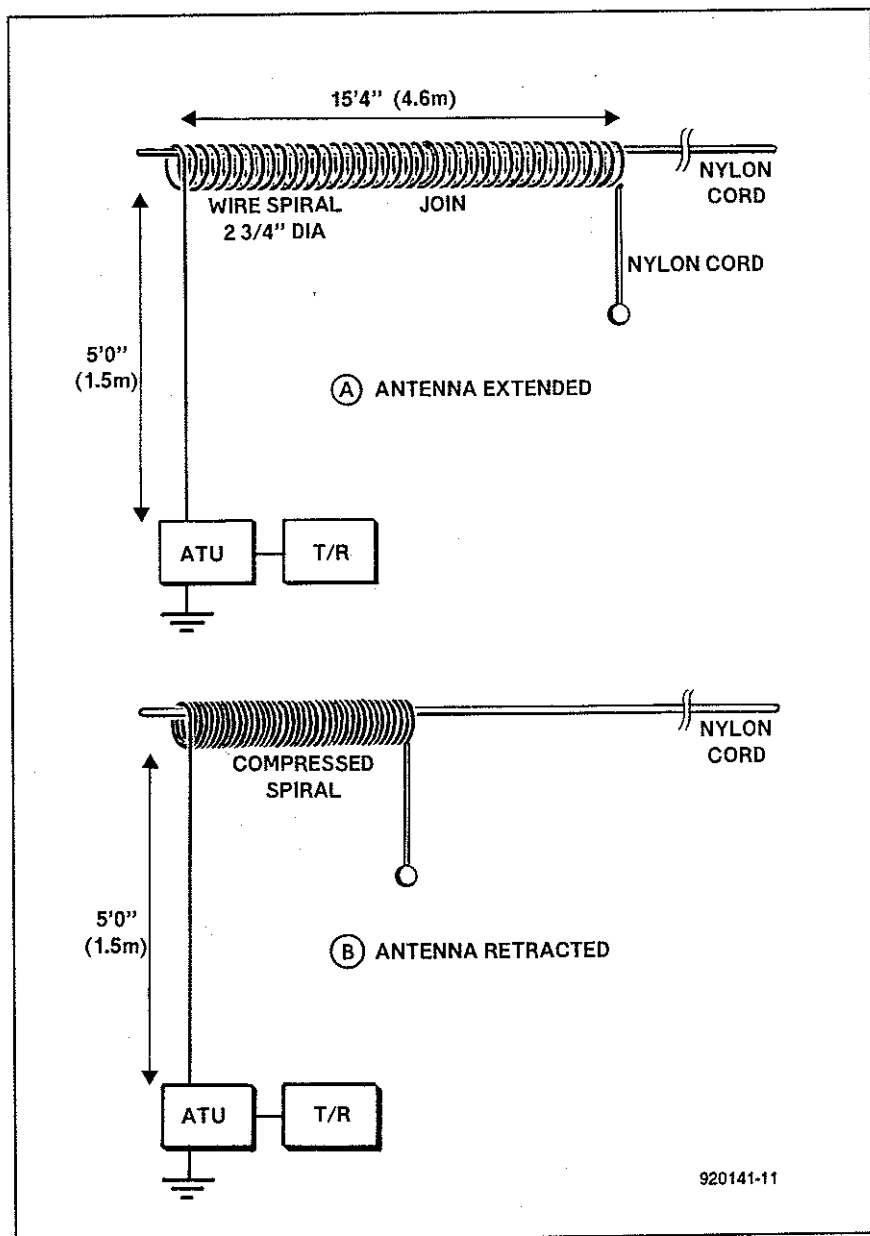 15'4" (4.6m)
NYLON
CORD
WIRE SPIRAL
2 3/4" DIA
JOIN
NYLON CORD
5'0"
(1.5m)
A ANTENNA EXTENDED
ATU
T/R
NYLON
CORD
COMPRESSED
SPIRAL
5'0"
(1.5m)
B ANTENNA RETRACTED
ATU
T/R
920141-11